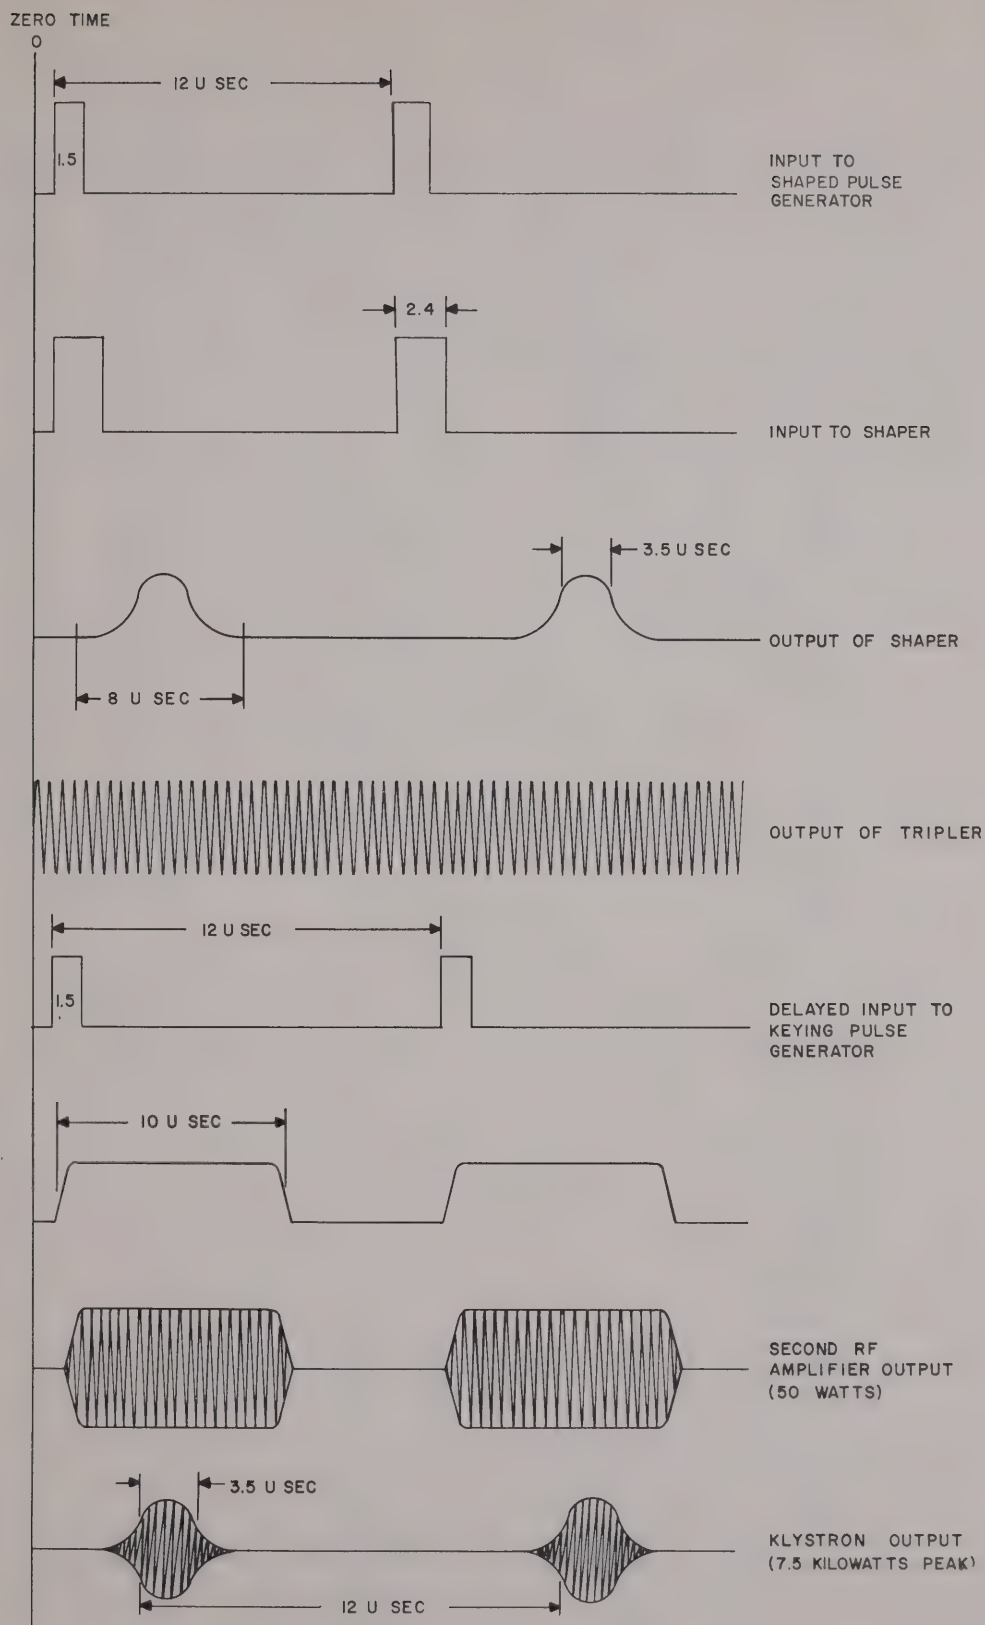 ZERO TIME
0
12 U SEC
1.5
INPUT TO
SHAPED PULSE
GENERATOR
2.4
INPUT TO SHAPER
3.5 U SEC
OUTPUT OF SHAPER
8 U SEC
OUTPUT OF TRIPLER
12 U SEC
1.5
DELAYED INPUT TO
KEYING PULSE
GENERATOR
10 U SEC
SECOND RF
AMPLIFIER OUTPUT
(50 WATTS)
3.5 U SEC
KLYSTRON OUTPUT
(7.5 KILOWATTS PEAK)
12 U SEC